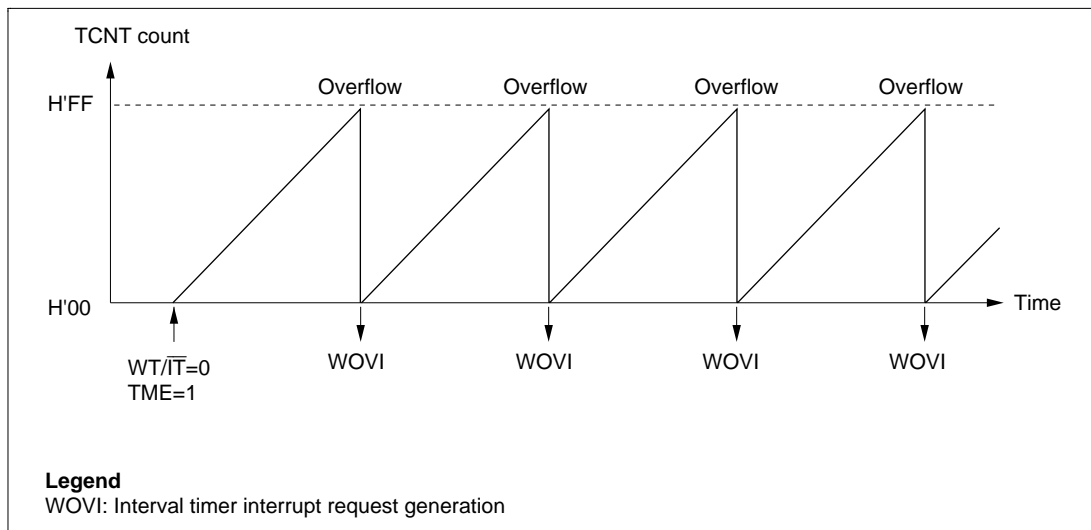 TCNT count
Overflow Overflow Overflow Overflow
H'FF
H'00
Time
WT/I̅T̅=0
TME=1
WOVI WOVI WOVI WOVI
Legend
WOVI: Interval timer interrupt request generation